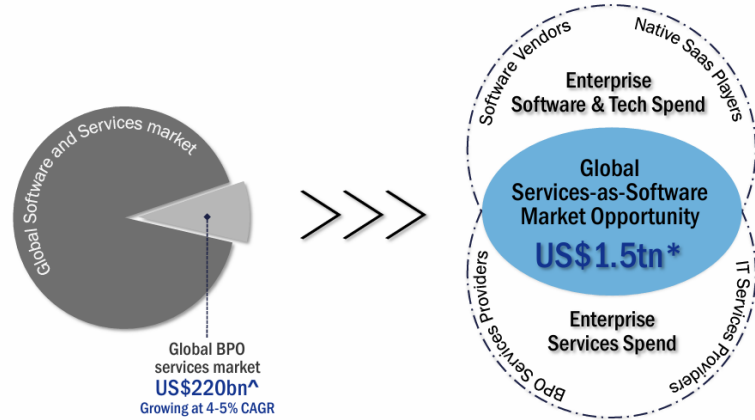 Global Software and Services market
Global BPO
services market
US$220bn^
Growing at 4-5% CAGR
Software Vendors
Native Saas Players
Enterprise
Software & Tech Spend
Global
Services-as-Software
Market Opportunity
US$1.5tn*
BPO Services Providers
IT Services Providers
Enterprise
Services Spend